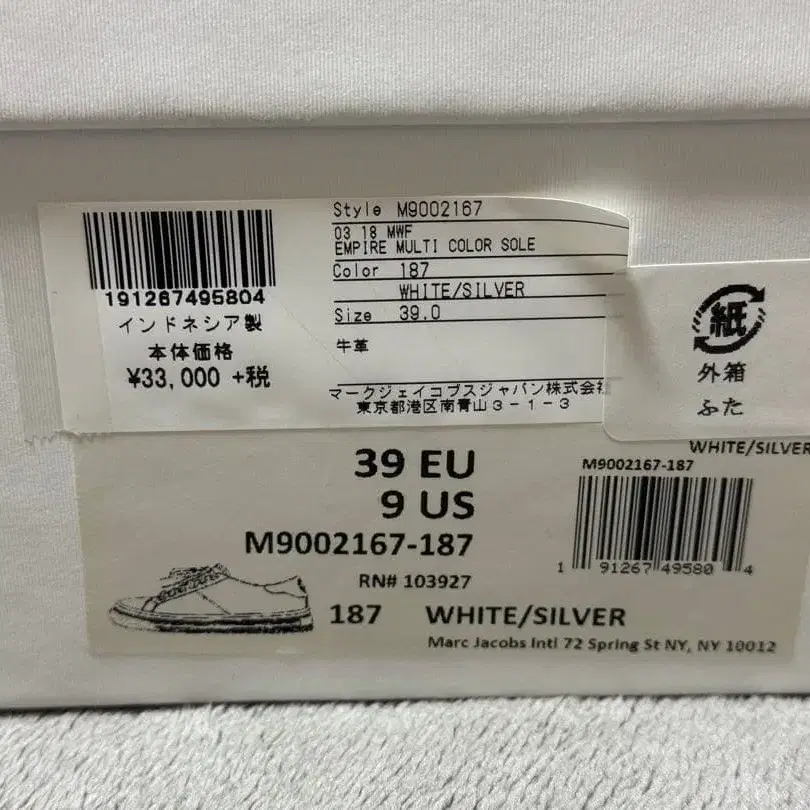 191267495804
インドネシア製
本体価格
¥33,000 +税
Style M9002167
03 18 MWF
EMPIRE MULTI COLOR SOLE
Color 187
WHITE/SILVER
Size 39.0
牛革
マークジェイコブスジャパン株式会社
東京都港区南青山3-1-3
紙
外箱
ふた
39 EU
9 US
M9002167-187
RN# 103927
187 WHITE/SILVER
Marc Jacobs Intl 72 Spring St NY, NY 10012
WHITE/SILVER
M9002167-187
1 91267 49580 4